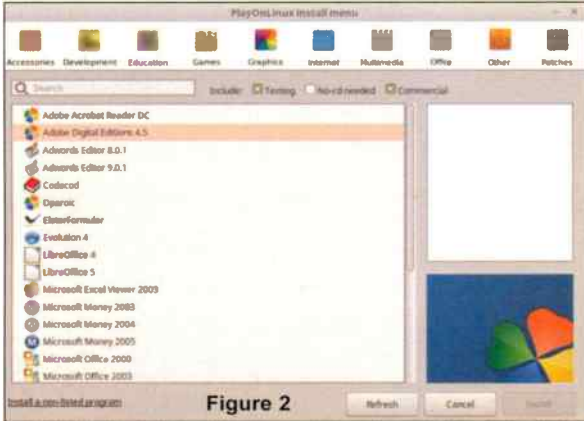 PlayOnLinux install menu
Accessories Development Education Games Graphics Internet Multimedia Office Other Patches
Search Include: Testing No-cd needed Commercial
Adobe Acrobat Reader DC
Adobe Digital Editions 4.5
Adwords Editor 8.0.1
Adwords Editor 9.0.1
Codecod
ElsterFormular
Evolution 4
LibreOffice 4
LibreOffice 5
Microsoft Excel Viewer 2003
Microsoft Money 2003
Microsoft Money 2004
Microsoft Money 2005
Microsoft Office 2000
Microsoft Office 2003
Install a non-listed program Figure 2 Refresh Cancel Install